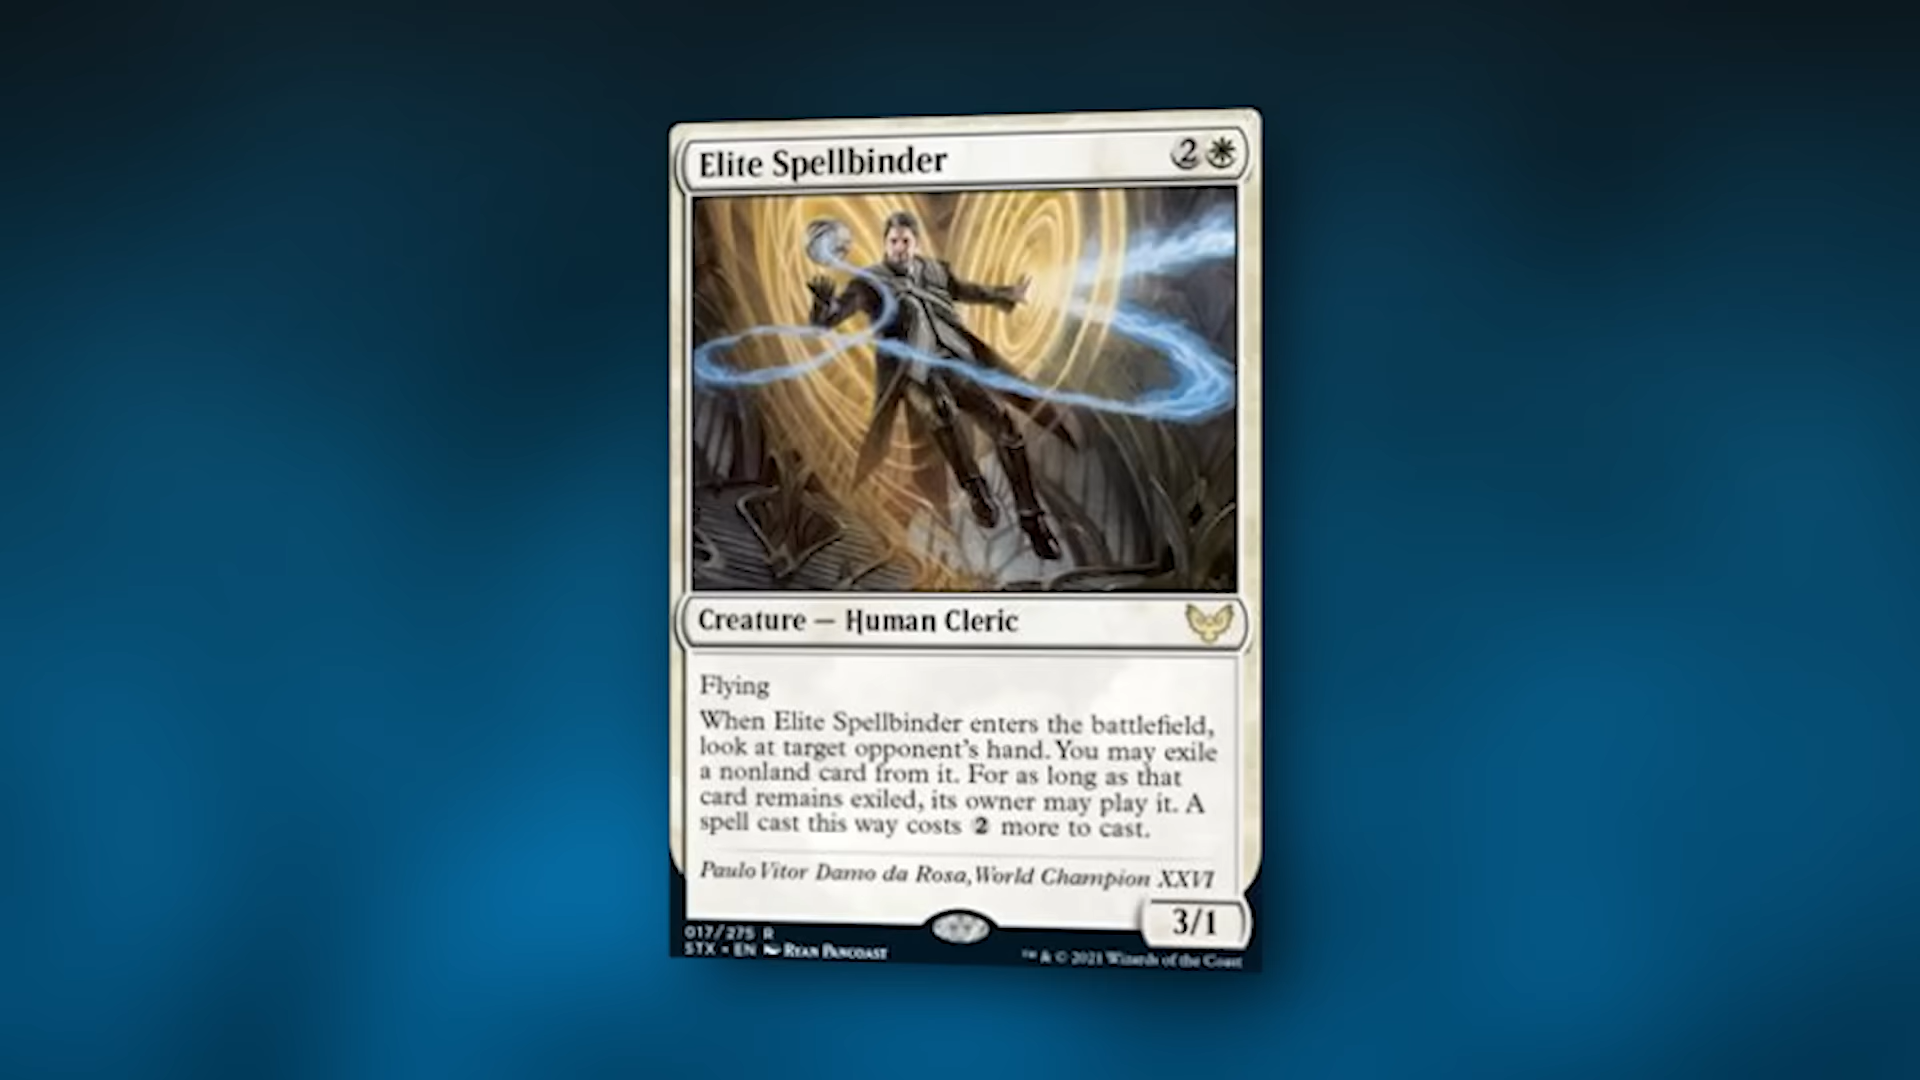 Elite Spellbinder 2
Creature — Human Cleric
Flying
When Elite Spellbinder enters the battlefield,
look at target opponent's hand. You may exile
a nonland card from it. For as long as that
card remains exiled, its owner may play it. A
spell cast this way costs 2 more to cast.
Paulo Vitor Damo da Rosa, World Champion XXVI
3/1
017/275 R
STX • EN Ryan Pancoast
™ & © 2021 Wizards of the Coast